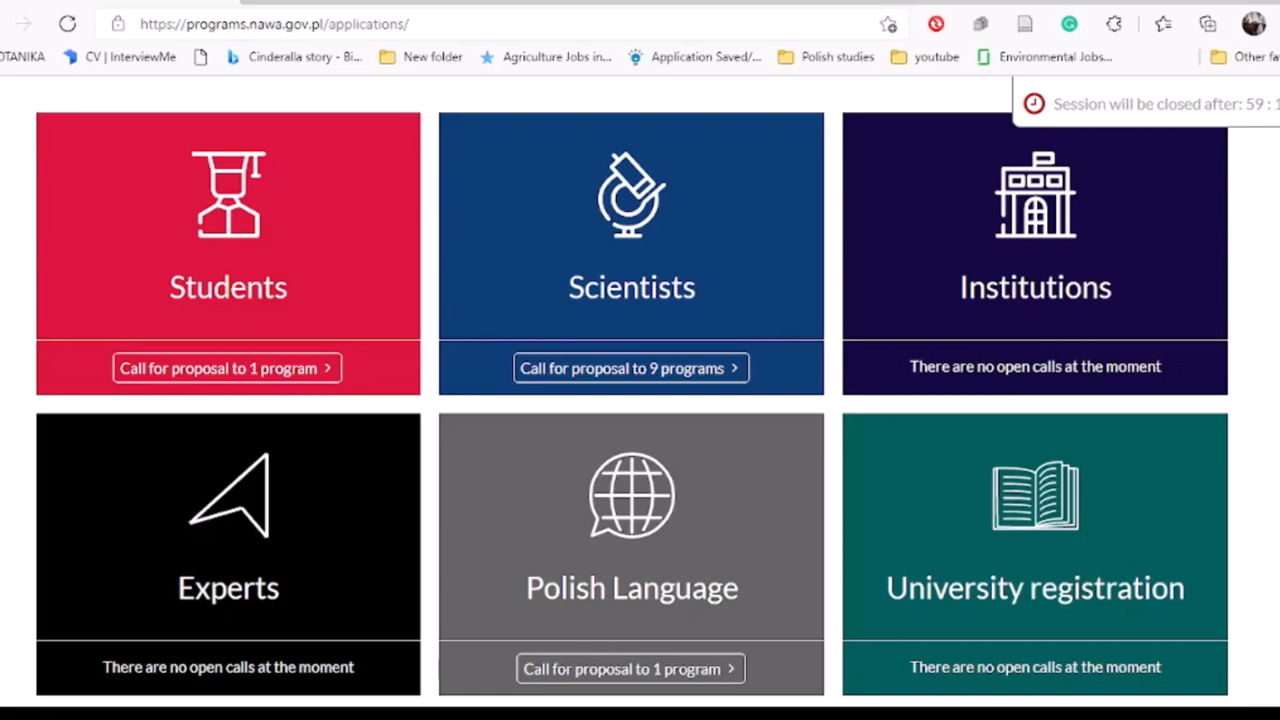 https://programs.nawa.gov.pl/applications/
OTANIKA
CV | InterviewMe
Cinderalla story - Bi...
New folder
Agriculture Jobs in...
Application Saved/...
Polish studies
youtube
Environmental Jobs...
Other fa
Session will be closed after: 59 : 1
Students
Scientists
Institutions
Call for proposal to 1 program >
Call for proposal to 9 programs >
There are no open calls at the moment
Experts
Polish Language
University registration
There are no open calls at the moment
Call for proposal to 1 program >
There are no open calls at the moment